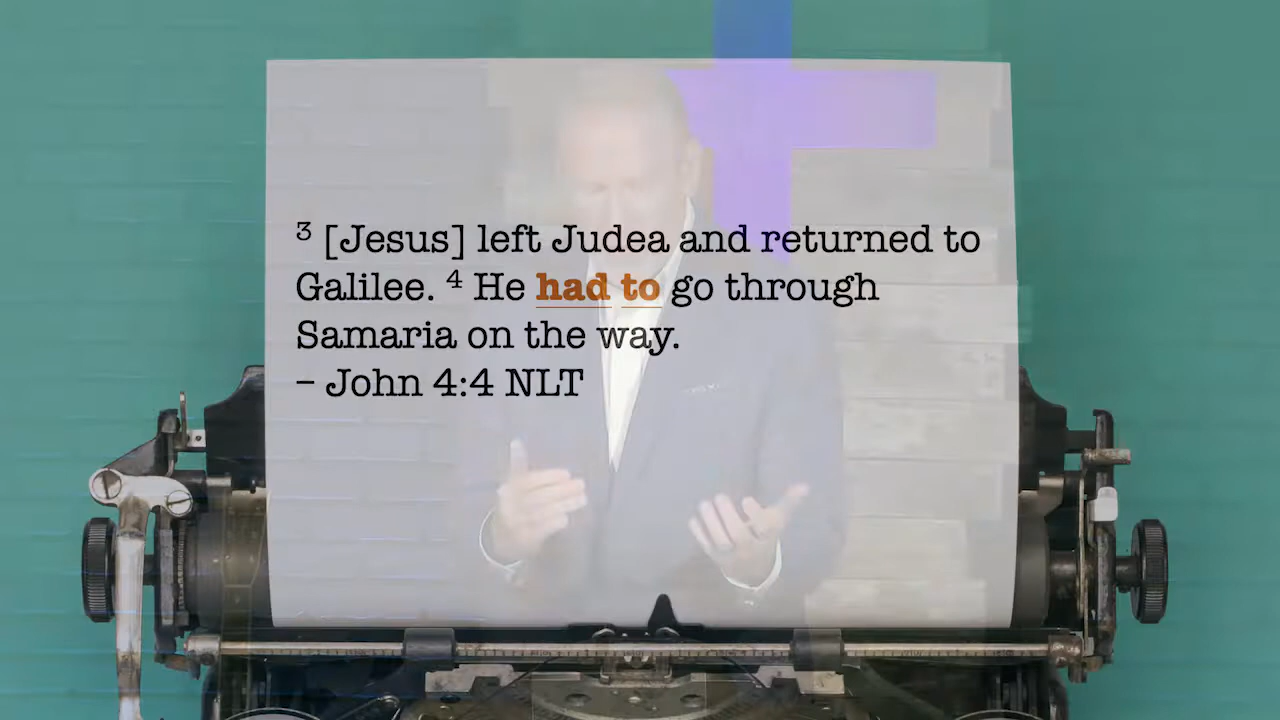 ³ [Jesus] left Judea and returned to
Galilee. ⁴ He had to go through
Samaria on the way.
– John 4:4 NLT